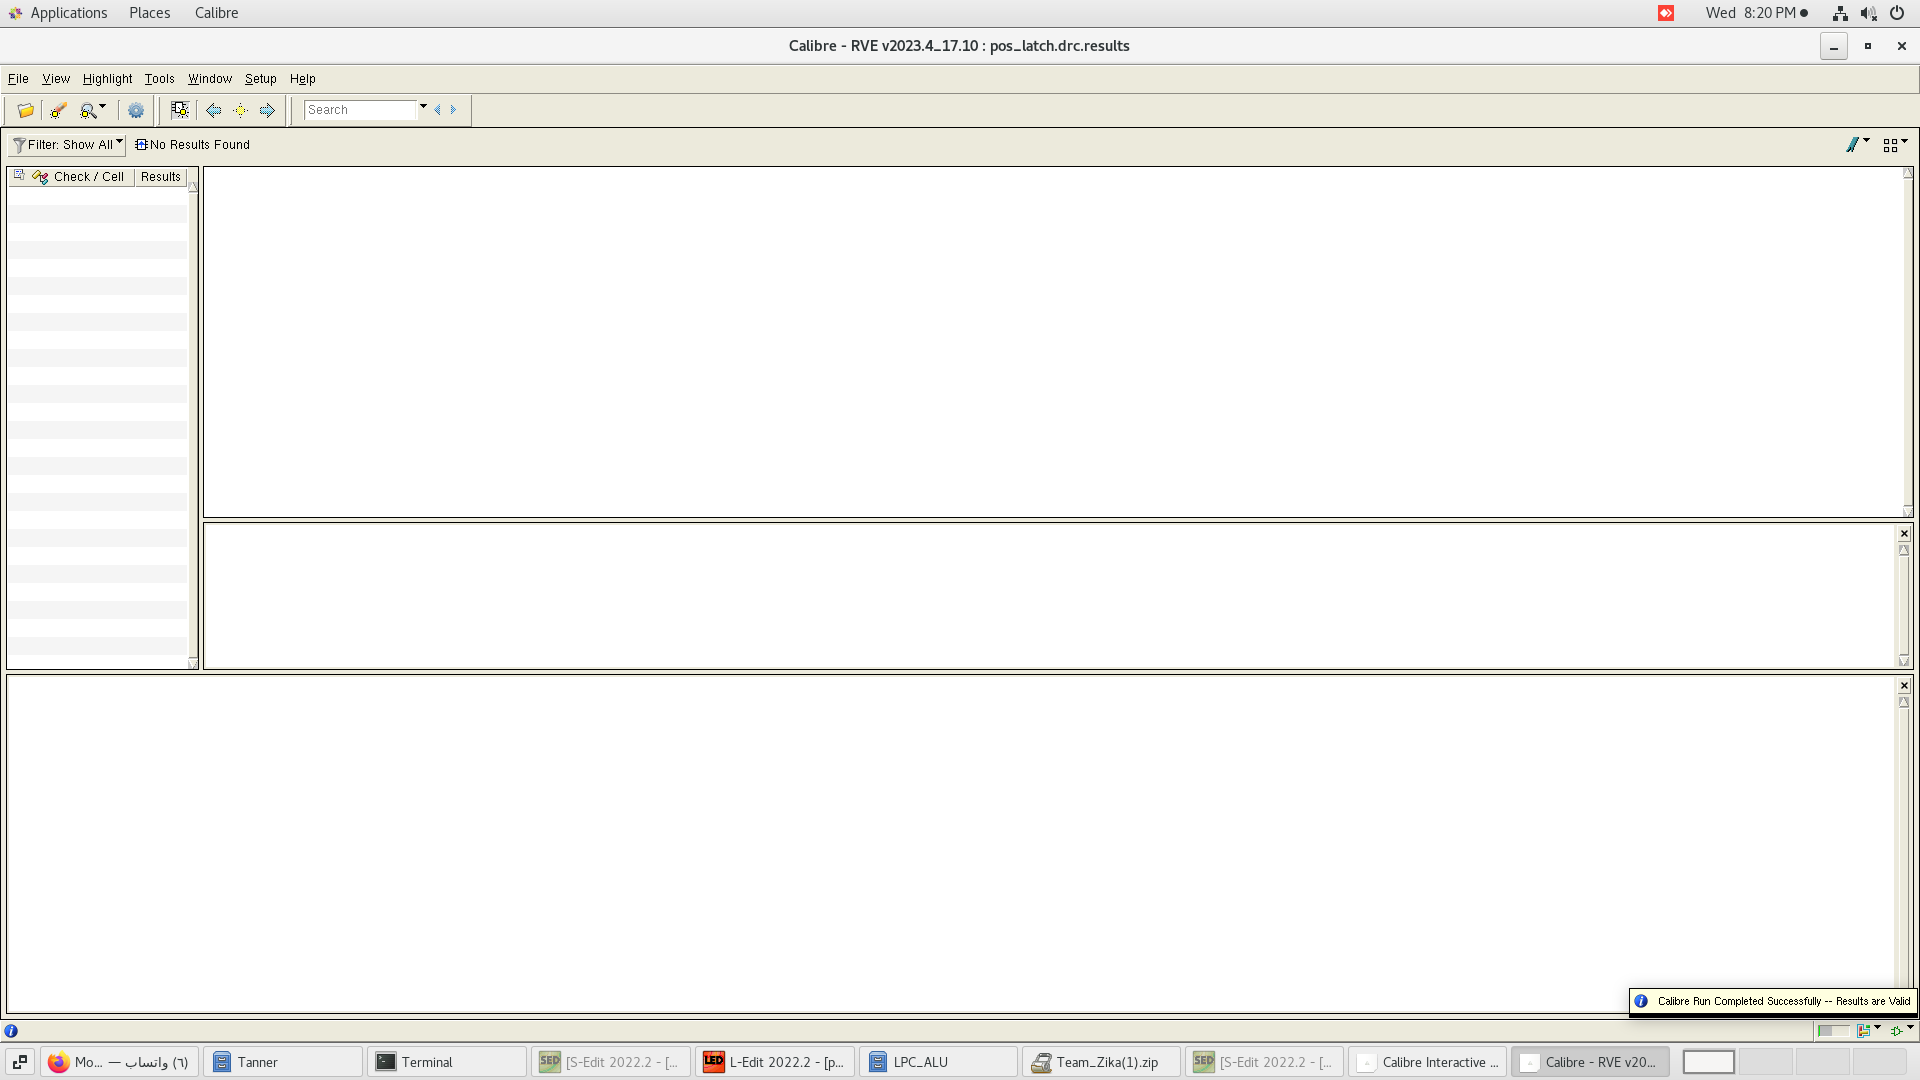 Applications Places Calibre Wed 8:20 PM
Calibre - RVE v2023.4_17.10 : pos_latch.drc.results
File View Highlight Tools Window Setup Help
Search
Filter: Show All No Results Found
Check / Cell Results
Calibre Run Completed Successfully -- Results are Valid
Mo... — واتساب (٦) Tanner Terminal [S-Edit 2022.2 - [... L-Edit 2022.2 - [p... LPC_ALU Team_Zika(1).zip [S-Edit 2022.2 - [... Calibre Interactive ... Calibre - RVE v20...